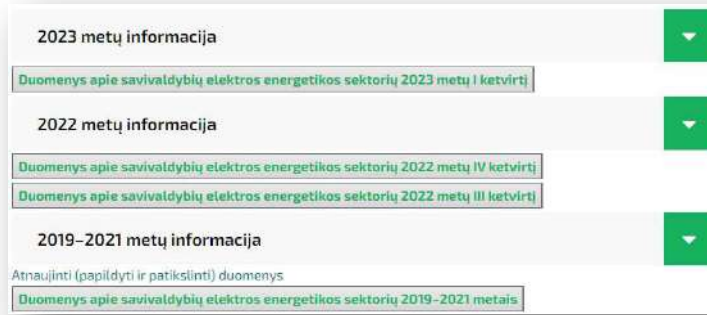 2023 metų informacija
Duomenys apie savivaldybių elektros energetikos sektorių 2023 metų I ketvirtį
2022 metų informacija
Duomenys apie savivaldybių elektros energetikos sektorių 2022 metų IV ketvirtį
Duomenys apie savivaldybių elektros energetikos sektorių 2022 metų III ketvirtį
2019–2021 metų informacija
Atnaujinti (papildyti ir patikslinti) duomenys
Duomenys apie savivaldybių elektros energetikos sektorių 2019–2021 metais